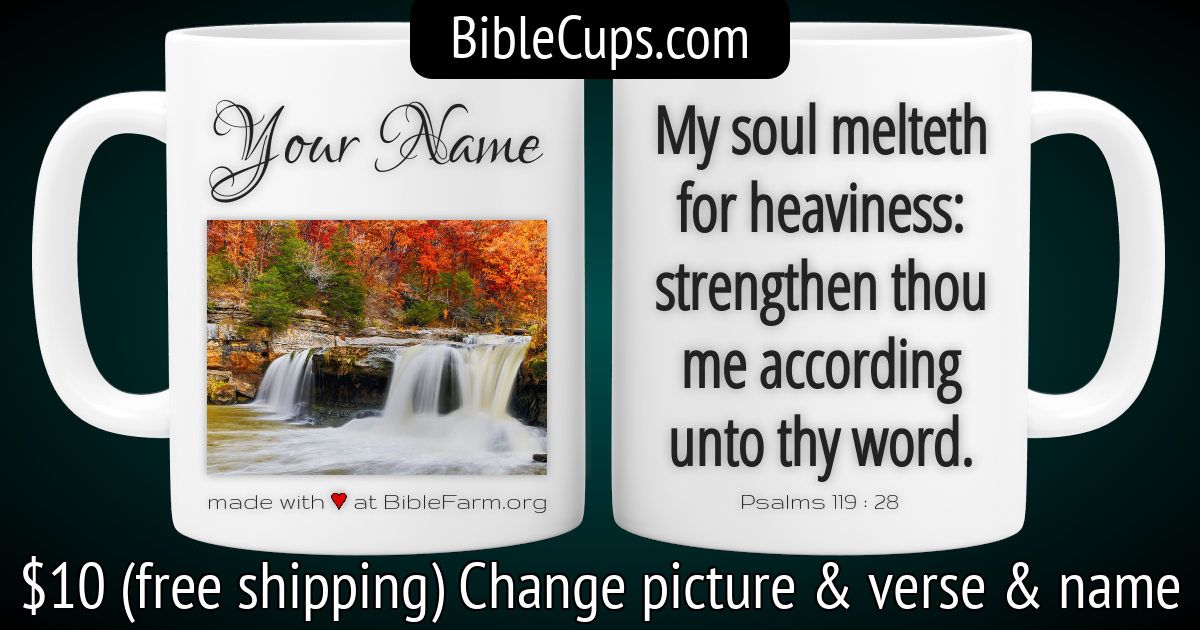 BibleCups.com
Your Name
made with ♥ at BibleFarm.org
My soul melteth
for heaviness:
strengthen thou
me according
unto thy word.
Psalms 119 : 28
$10 (free shipping) Change picture & verse & name